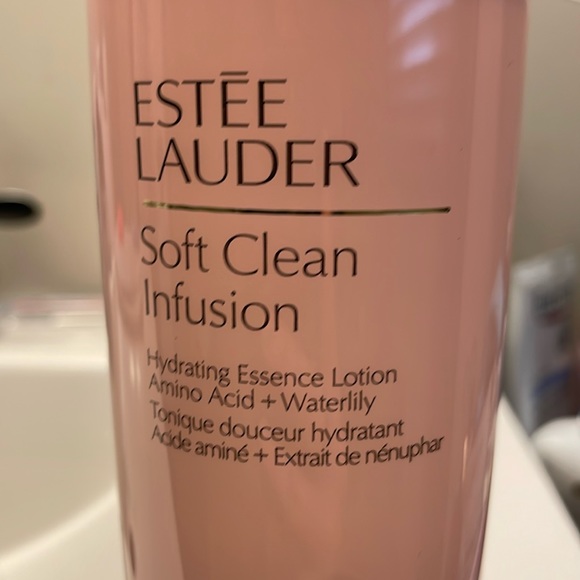 ESTĒE
LAUDER
Soft Clean
Infusion
Hydrating Essence Lotion
Amino Acid + Waterlily
Tonique douceur hydratant
Acide aminé + Extrait de nénuphar